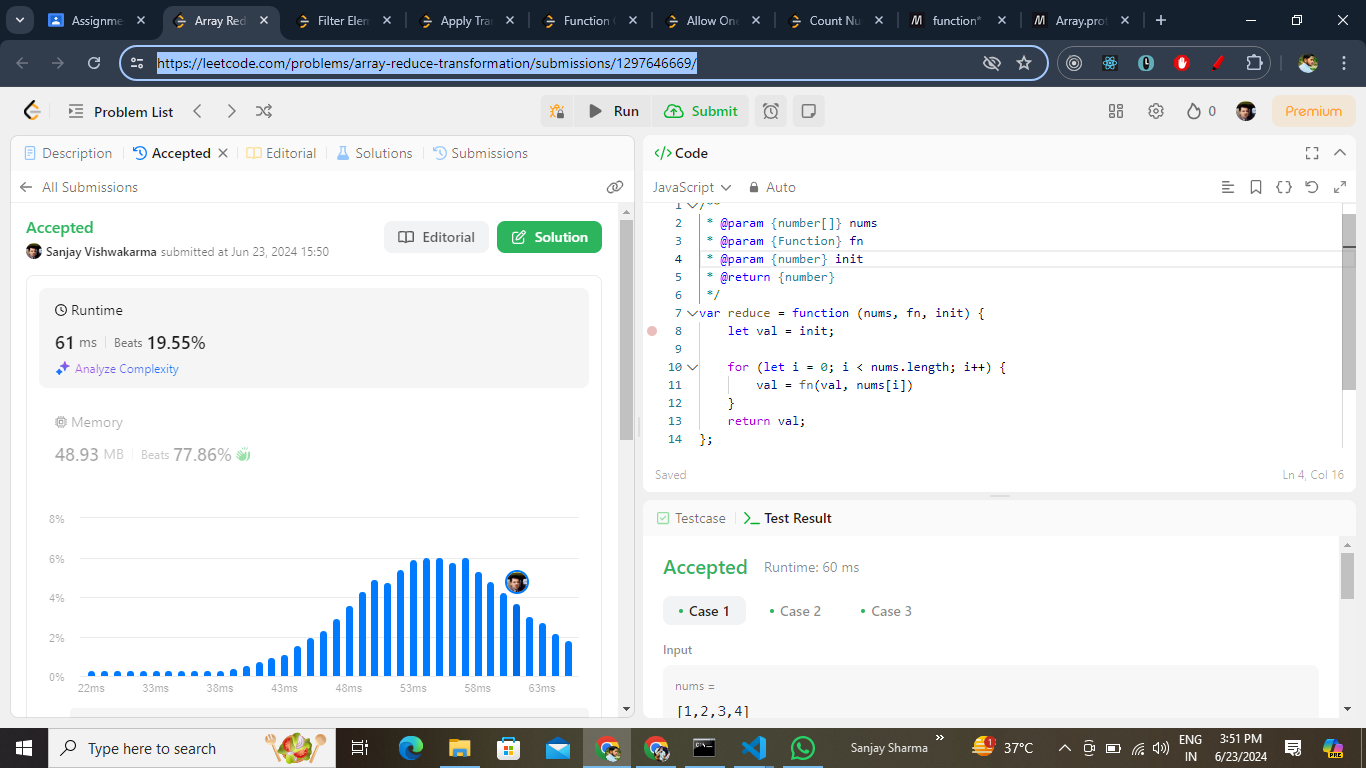 Assignme
Array Red
Filter Elem
Apply Tra
Function
Allow One
Count Nu
function*
Array.prot
https://leetcode.com/problems/array-reduce-transformation/submissions/1297646669/
Problem List
Run
Submit
0
Premium
Description
Accepted
Editorial
Solutions
Submissions
All Submissions
Accepted
Editorial
Solution
Sanjay Vishwakarma submitted at Jun 23, 2024 15:50
Runtime
61 ms Beats 19.55%
Analyze Complexity
Memory
48.93 MB Beats 77.86%
8%
6%
4%
2%
0%
22ms 33ms 38ms 43ms 48ms 53ms 58ms 63ms
Code
JavaScript
Auto
1 /**
2 * @param {number[]} nums
3 * @param {Function} fn
4 * @param {number} init
5 * @return {number}
6 */
7 var reduce = function (nums, fn, init) {
8 let val = init;
9
10 for (let i = 0; i < nums.length; i++) {
11 val = fn(val, nums[i])
12 }
13 return val;
14 };
Saved
Ln 4, Col 16
Testcase
Test Result
Accepted Runtime: 60 ms
• Case 1 • Case 2 • Case 3
Input
nums =
[1,2,3,4]
Type here to search
Sanjay Sharma
»
1
37°C
ENG
IN
3:51 PM
6/23/2024
PRE